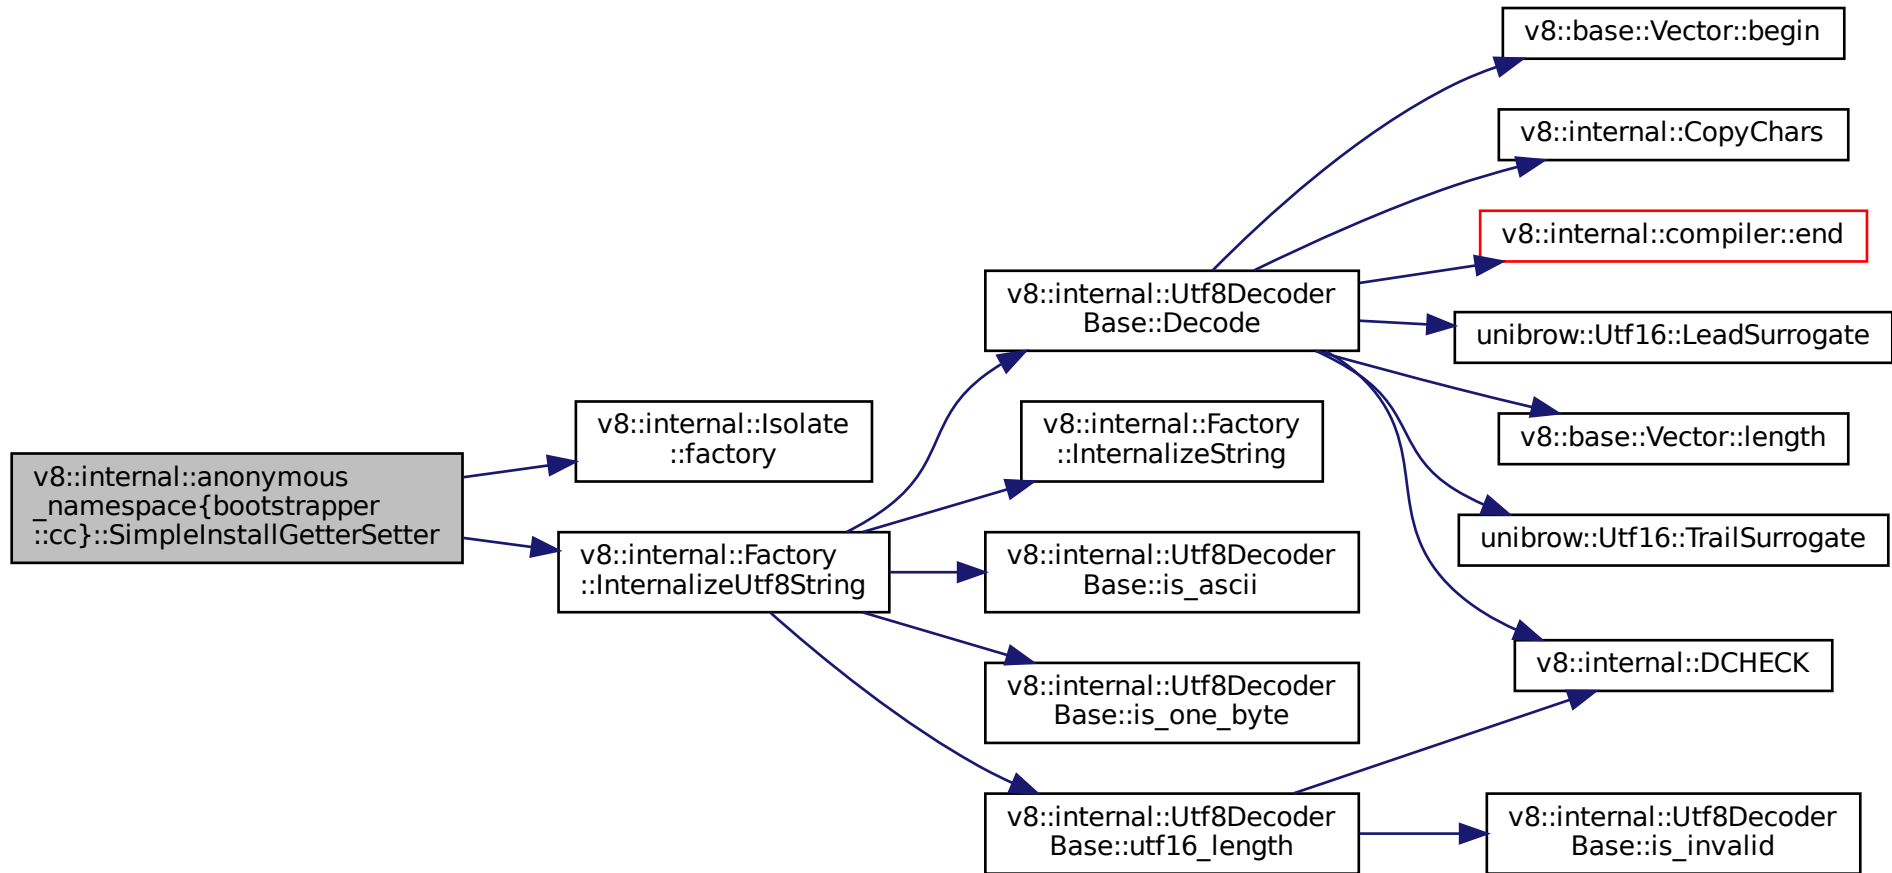 v8::internal::anonymous
_namespace{bootstrapper
::cc}::SimpleInstallGetterSetter
v8::internal::Isolate
::factory
v8::internal::Factory
::InternalizeUtf8String
v8::internal::Utf8Decoder
Base::Decode
v8::internal::Factory
::InternalizeString
v8::internal::Utf8Decoder
Base::is_ascii
v8::internal::Utf8Decoder
Base::is_one_byte
v8::internal::Utf8Decoder
Base::utf16_length
v8::base::Vector::begin
v8::internal::CopyChars
v8::internal::compiler::end
unibrow::Utf16::LeadSurrogate
v8::base::Vector::length
unibrow::Utf16::TrailSurrogate
v8::internal::DCHECK
v8::internal::Utf8Decoder
Base::is_invalid